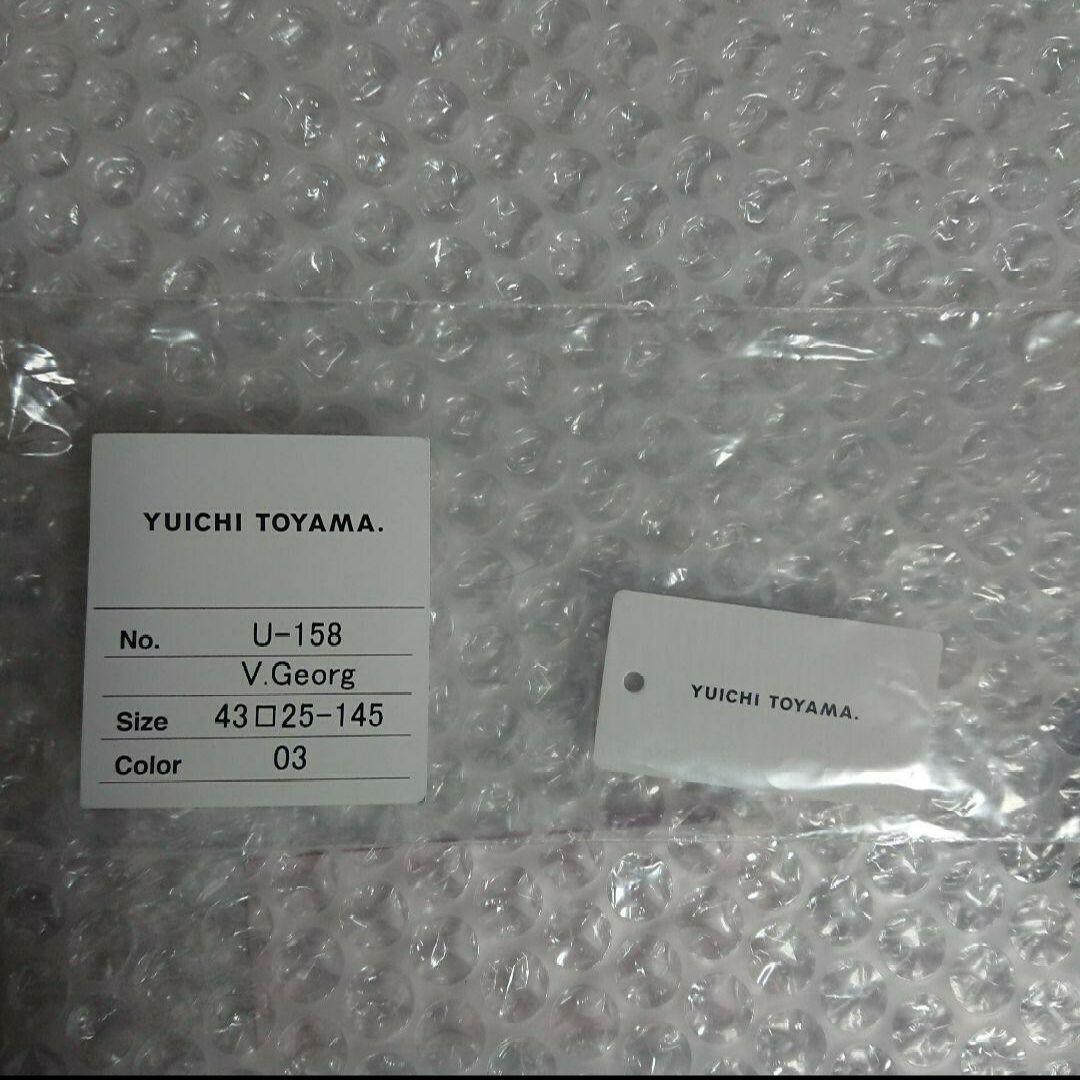 YUICHI TOYAMA.
No. U-158
V.Georg
Size 43□25-145
Color 03
YUICHI TOYAMA.